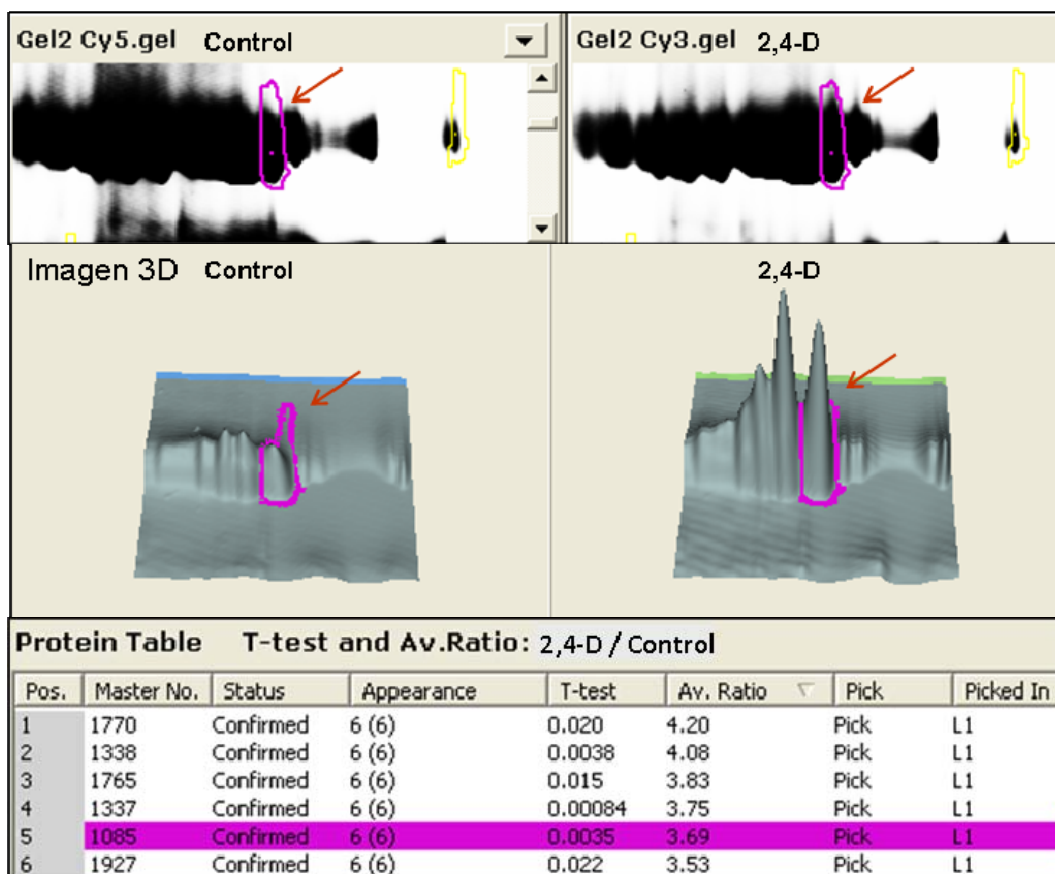 Gel2 Cy5.gel Control
Gel2 Cy3.gel 2,4-D
Imagen 3D Control
2,4-D
Protein Table T-test and Av.Ratio: 2,4-D / Control
Pos. Master No. Status Appearance T-test Av. Ratio Pick Picked In
1 1770 Confirmed 6 (6) 0.020 4.20 Pick L1
2 1338 Confirmed 6 (6) 0.0038 4.08 Pick L1
3 1765 Confirmed 6 (6) 0.015 3.83 Pick L1
4 1337 Confirmed 6 (6) 0.00084 3.75 Pick L1
5 1085 Confirmed 6 (6) 0.0035 3.69 Pick L1
6 1927 Confirmed 6 (6) 0.022 3.53 Pick L1